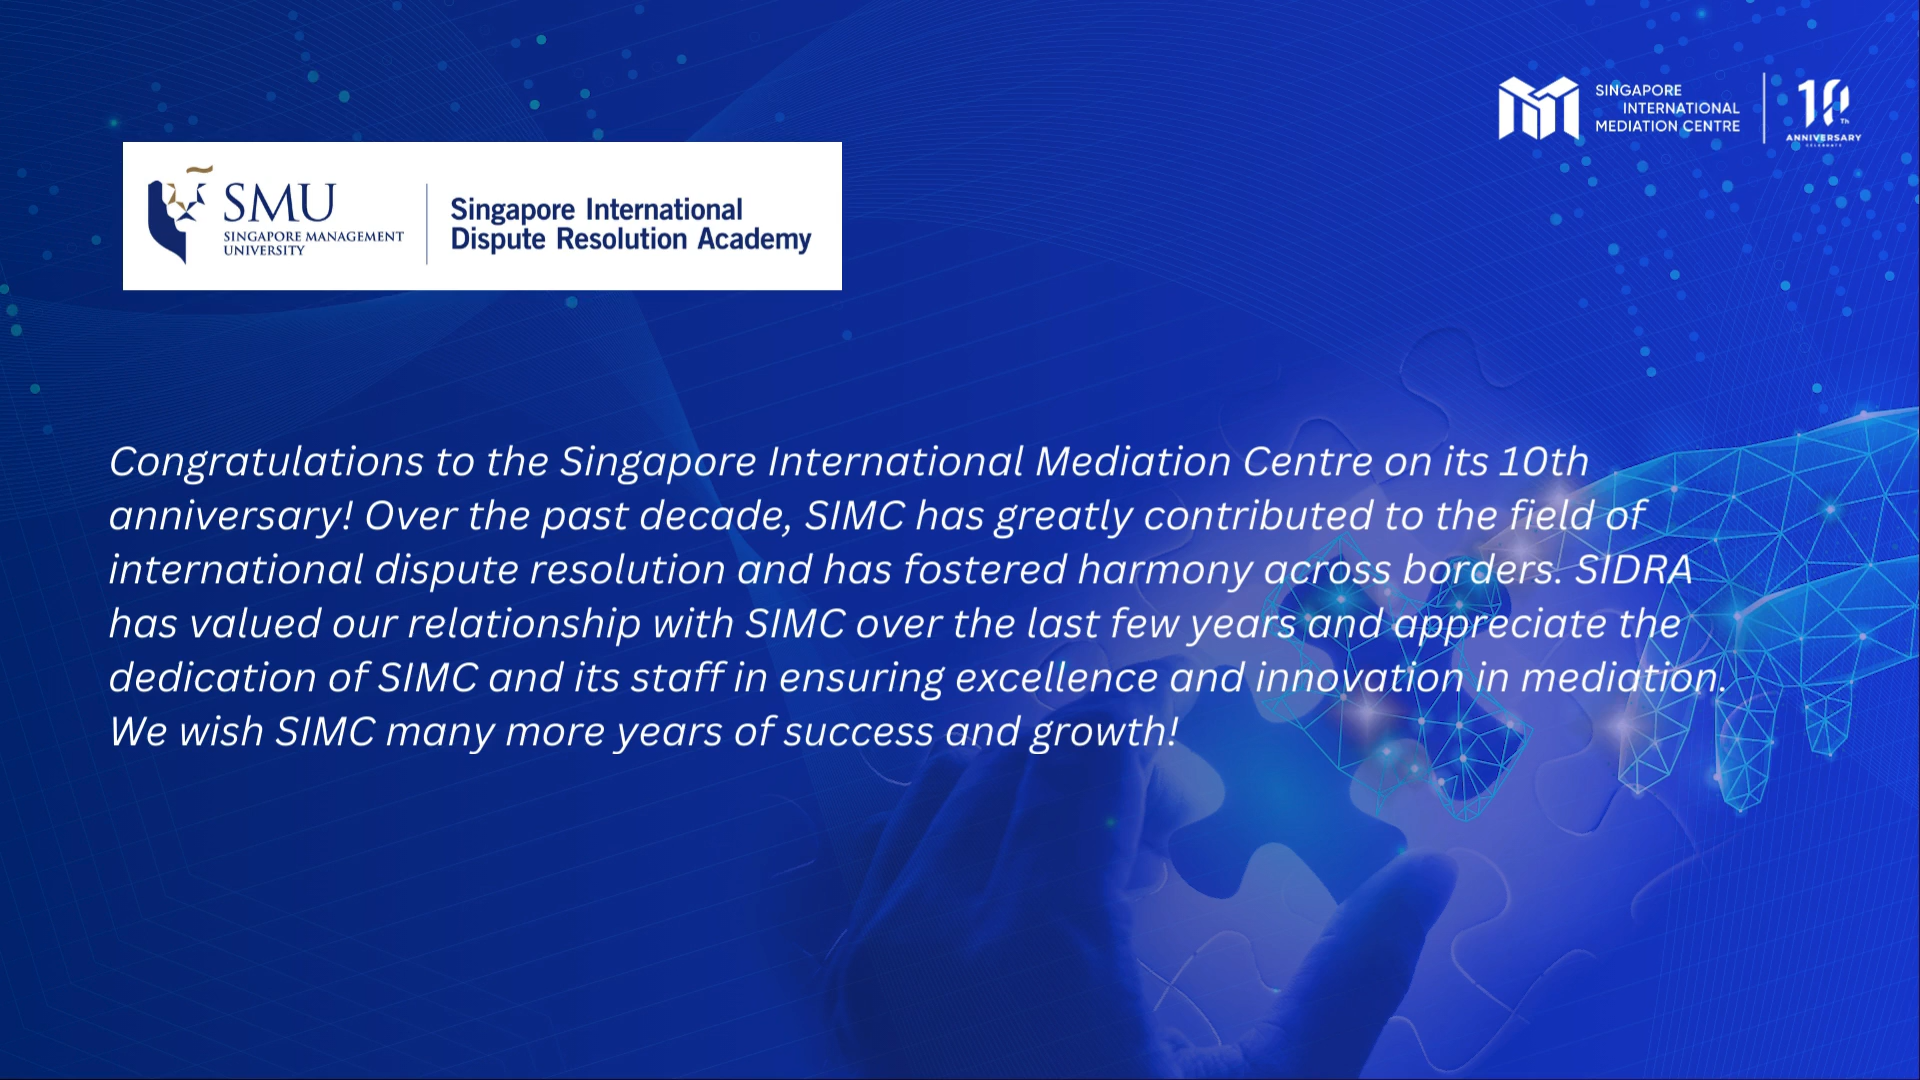 SINGAPORE
INTERNATIONAL
MEDIATION CENTRE
10Th
ANNIVERSARY
CELEBRATE
SMU
SINGAPORE MANAGEMENT
UNIVERSITY
Singapore International
Dispute Resolution Academy
Congratulations to the Singapore International Mediation Centre on its 10th
anniversary! Over the past decade, SIMC has greatly contributed to the field of
international dispute resolution and has fostered harmony across borders. SIDRA
has valued our relationship with SIMC over the last few years and appreciate the
dedication of SIMC and its staff in ensuring excellence and innovation in mediation.
We wish SIMC many more years of success and growth!